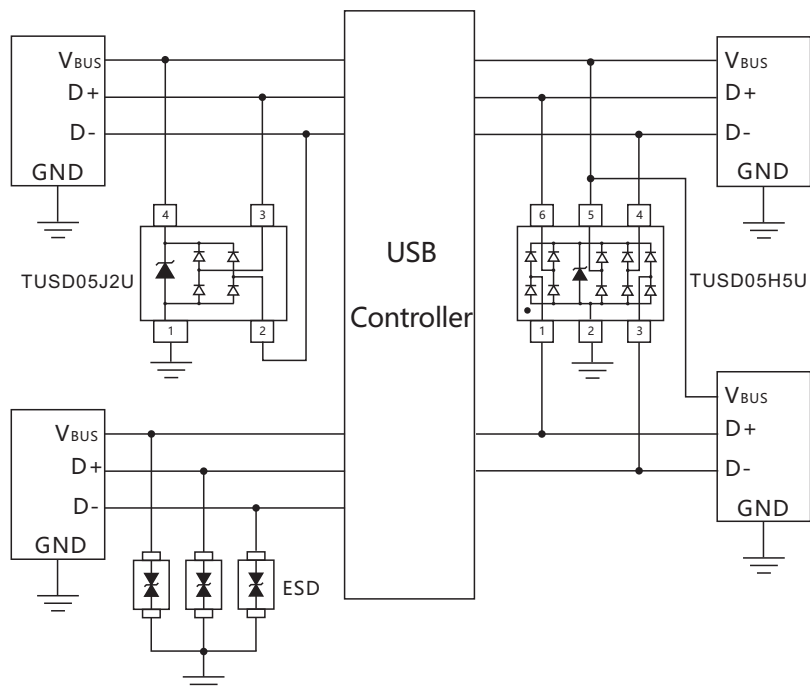 VBUS
D+
D-
GND
4
3
TUSD05J2U
1
2
VBUS
D+
D-
GND
ESD
USB
Controller
VBUS
D+
D-
GND
6
5
4
TUSD05H5U
1
2
3
VBUS
D+
D-
GND